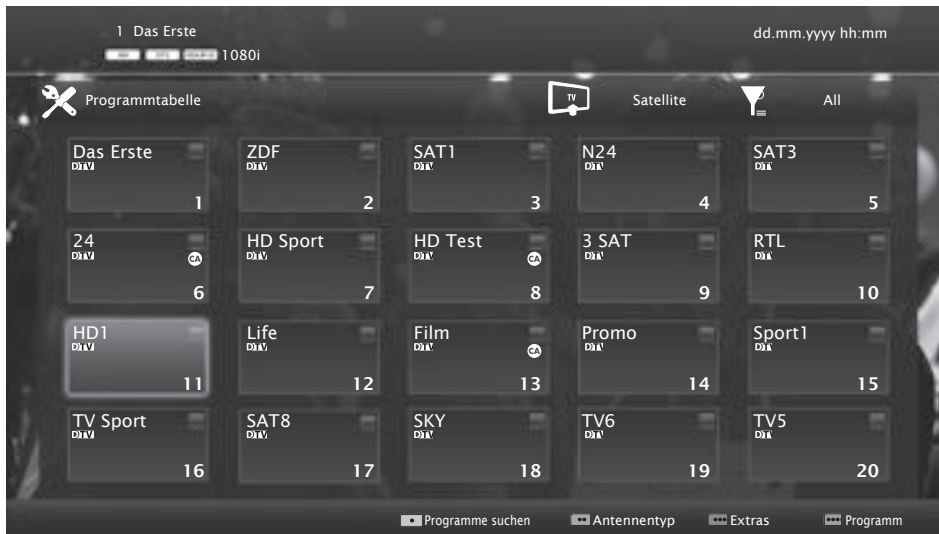 1 Das Erste
1080i
dd.mm.yyyy hh:mm
Programmtabelle
TV
Satellite
All
Das Erste
DTV
1
ZDF
DTV
2
SAT1
DTV
3
N24
DTV
4
SAT3
DTV
5
24
DTV
CA
6
HD Sport
DTV
7
HD Test
DTV
CA
8
3 SAT
DTV
9
RTL
DTV
10
HD1
DTV
11
Life
DTV
12
Film
DTV
CA
13
Promo
DTV
14
Sport1
DTV
15
TV Sport
DTV
16
SAT8
DTV
17
SKY
DTV
18
TV6
DTV
19
TV5
DTV
20
Programme suchen
Antennentyp
Extras
Programm